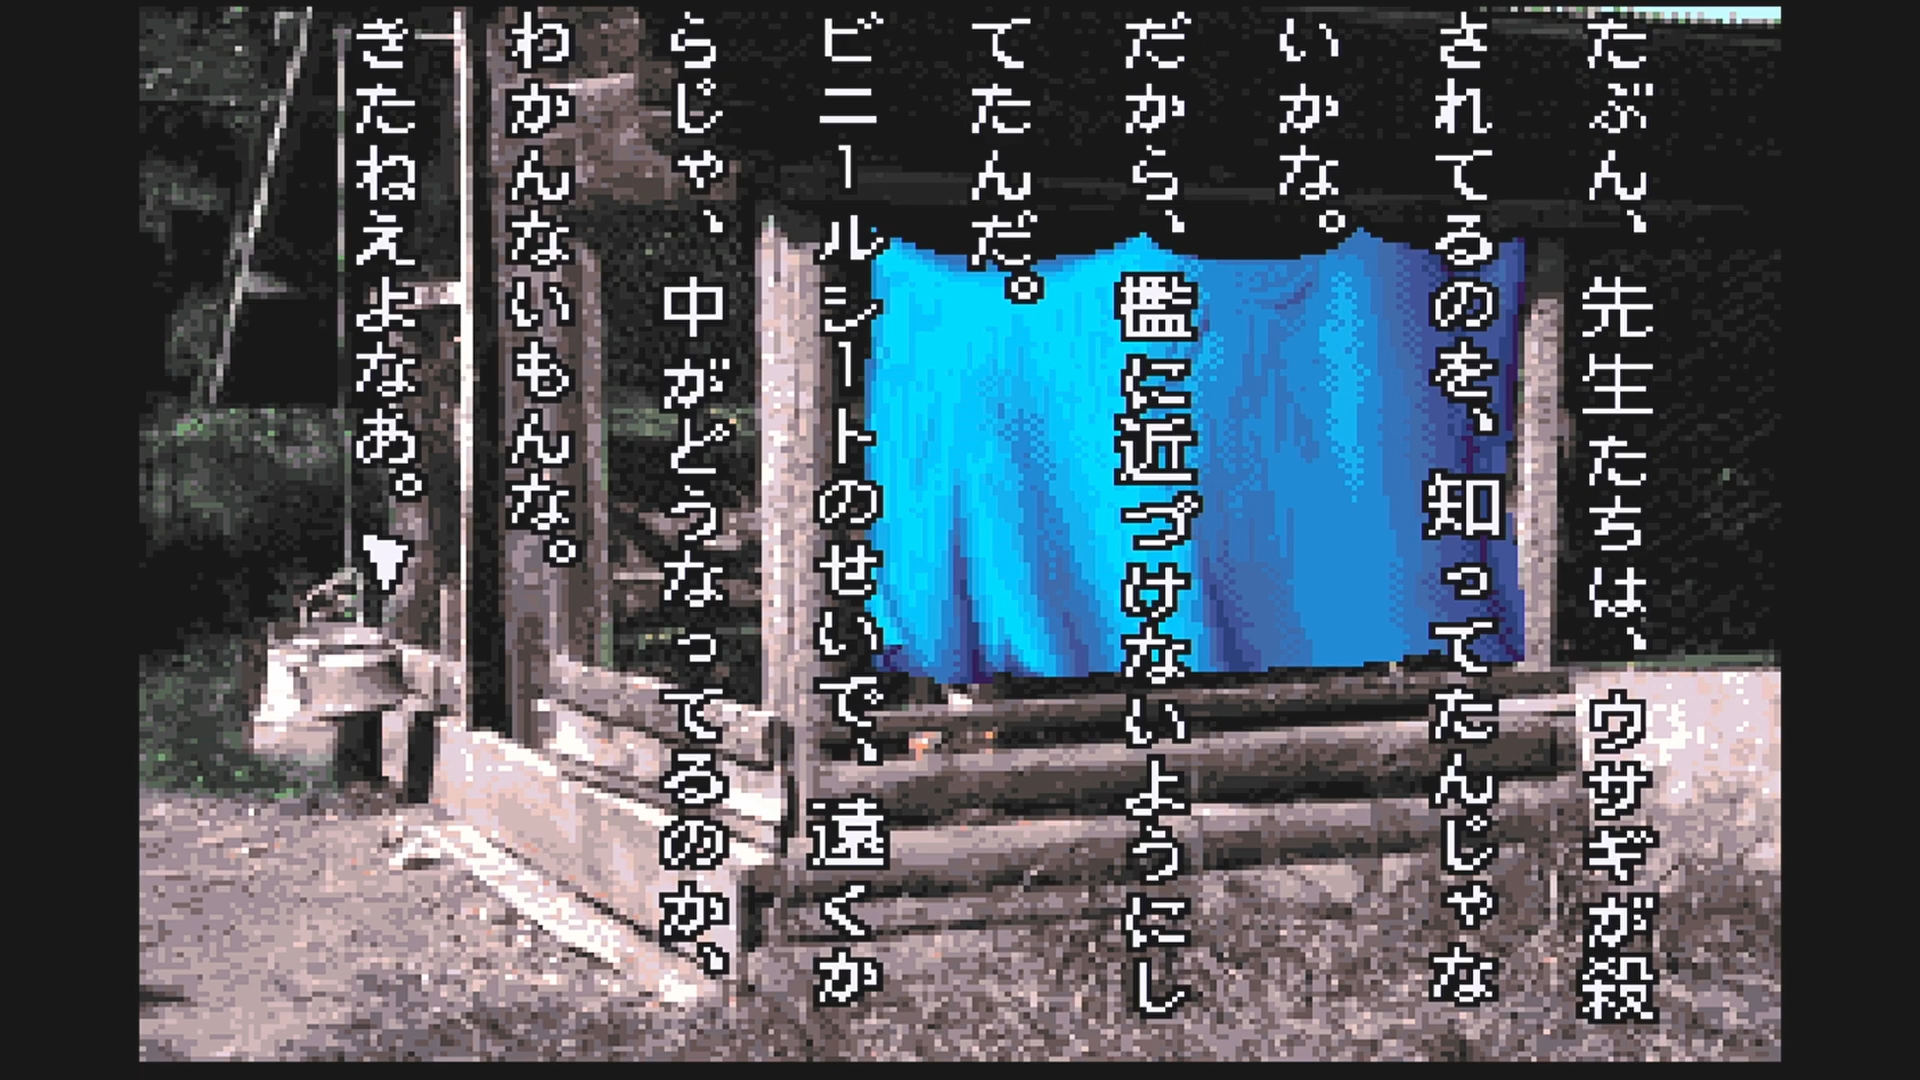 たぶん、先生たちは、ウサギが殺
されてるのを、知ってたんじゃな
いかな。
だから、檻に近づけないようにし
てたんだ。
ビニールシートのせいで、遠くか
らじゃ、中がどうなってるのか、
わかんないもんな。
きたねえよなあ。